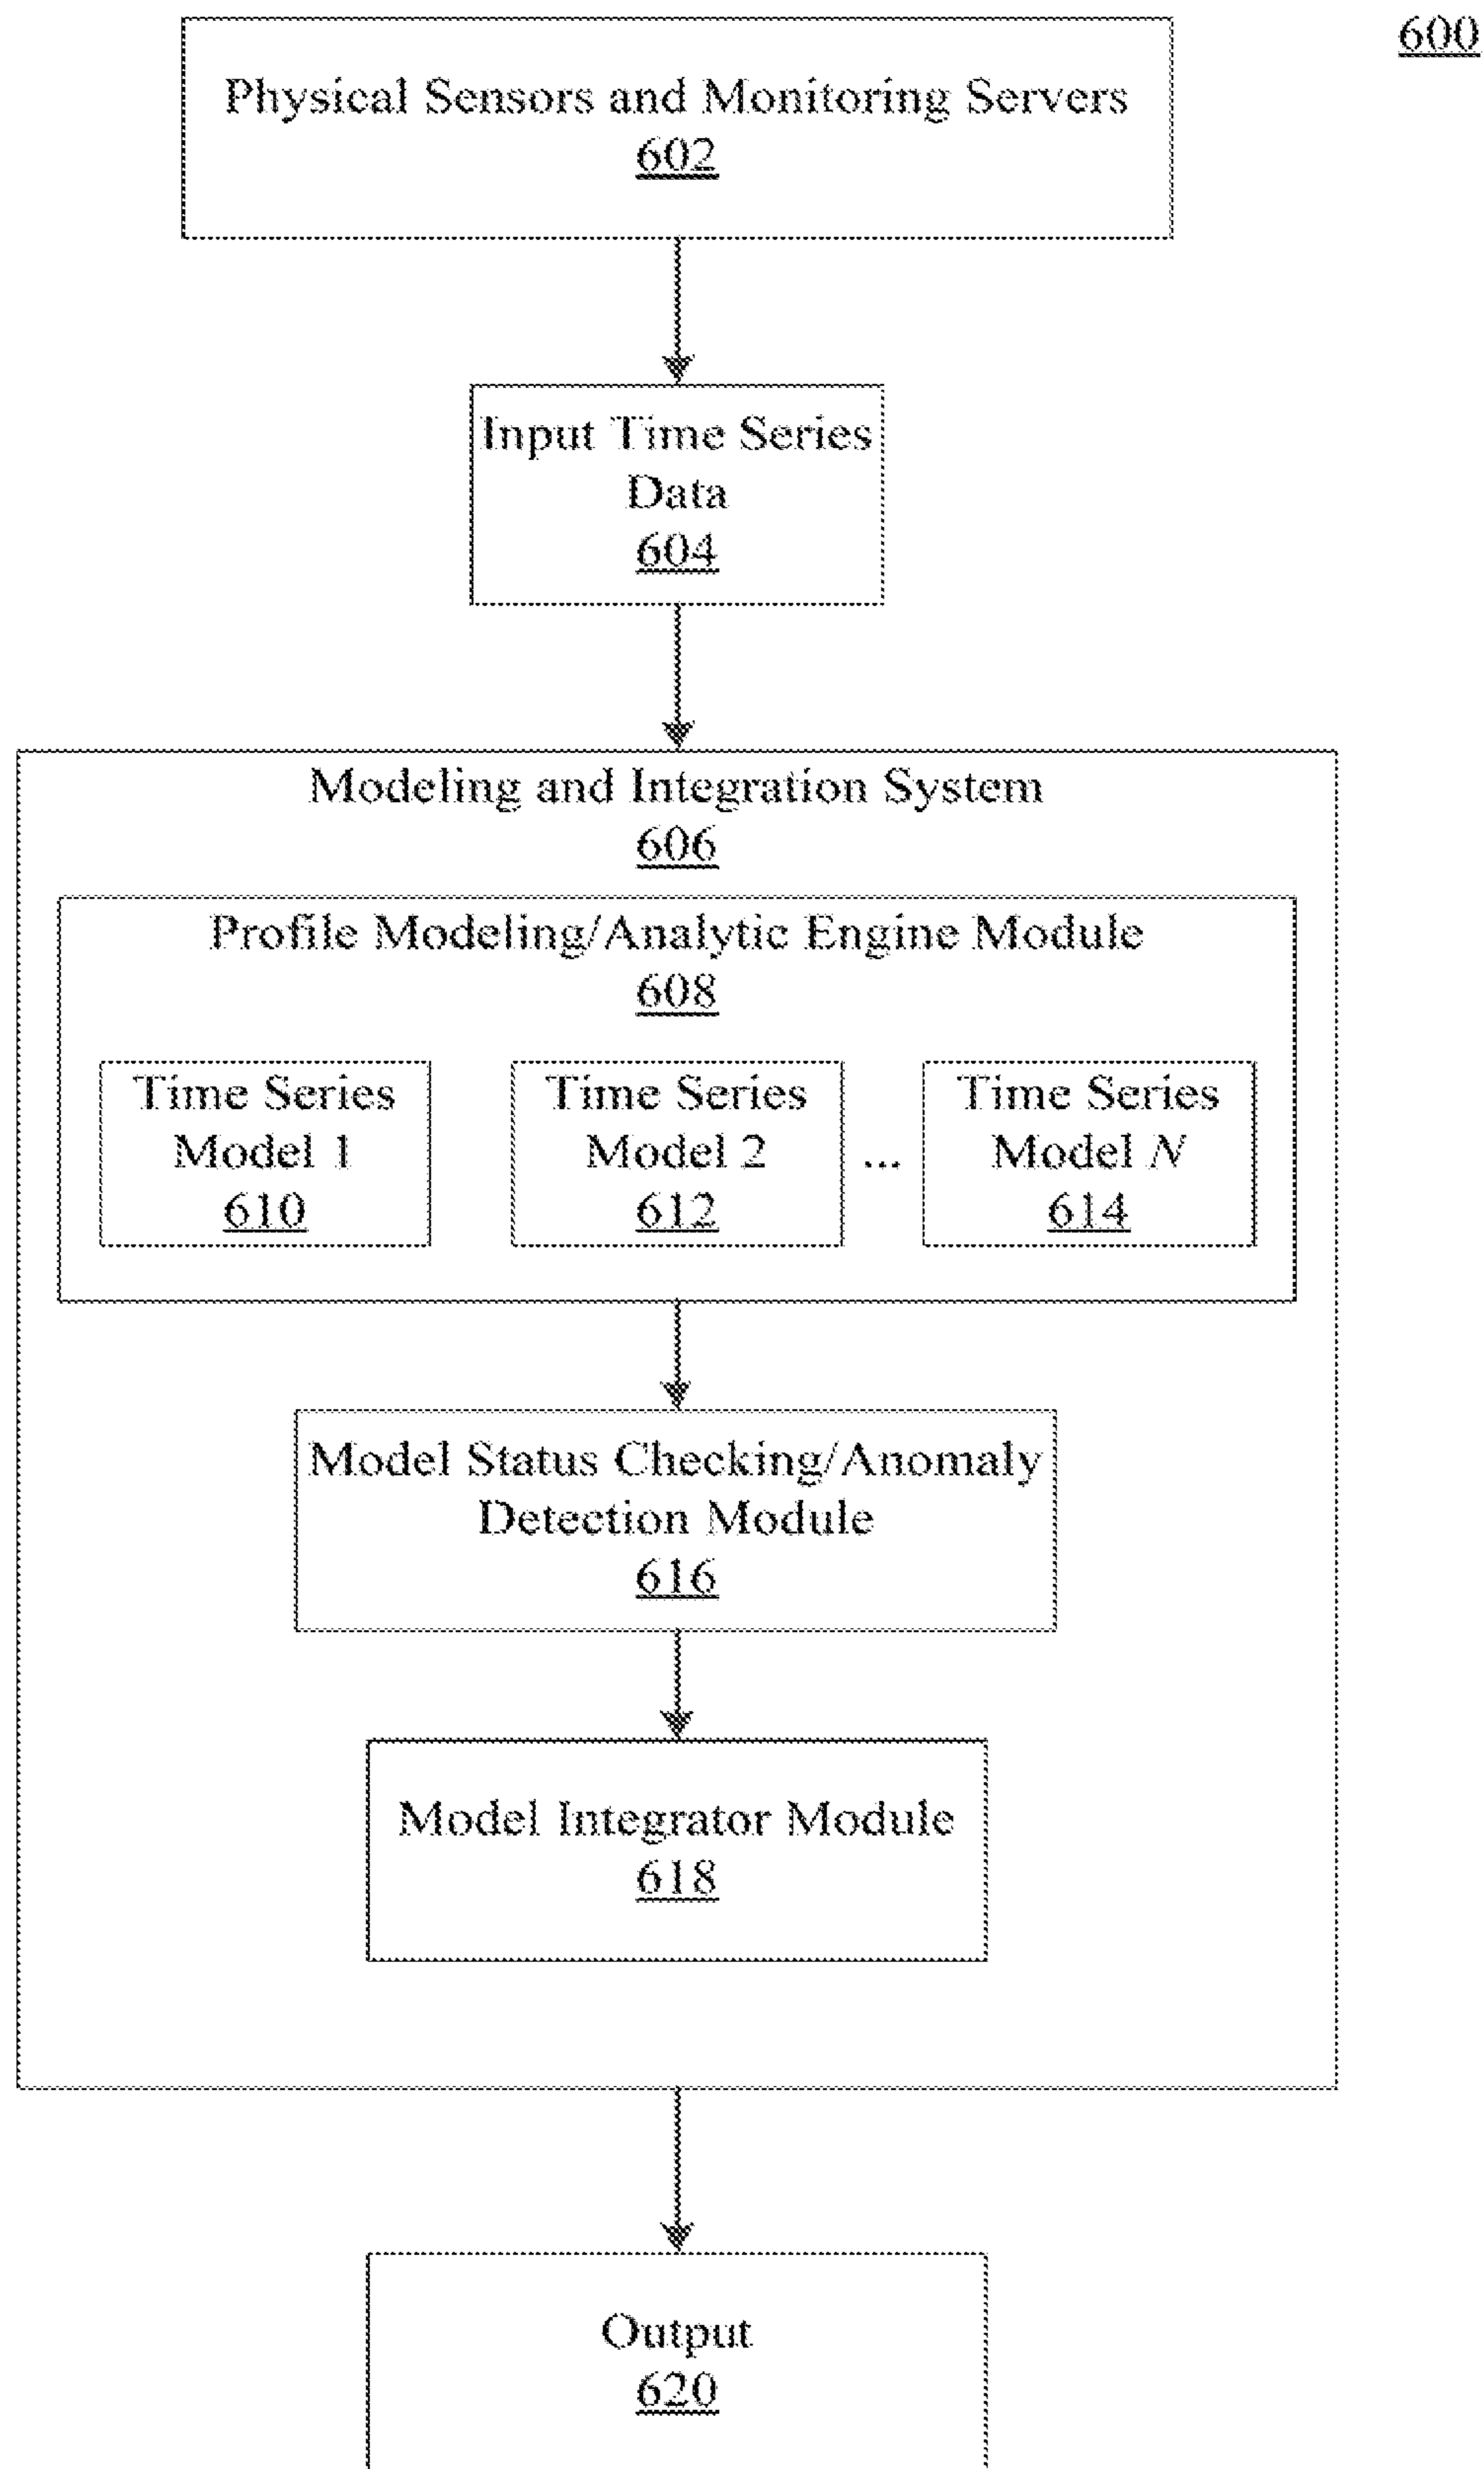 600
Physical Sensors and Monitoring Servers
602
Input Time Series
Data
604
Modeling and Integration System
606
Profile Modeling/Analytic Engine Module
608
Time Series
Model 1
610
Time Series
Model 2
612
...
Time Series
Model N
614
Model Status Checking/Anomaly
Detection Module
616
Model Integrator Module
618
Output
620